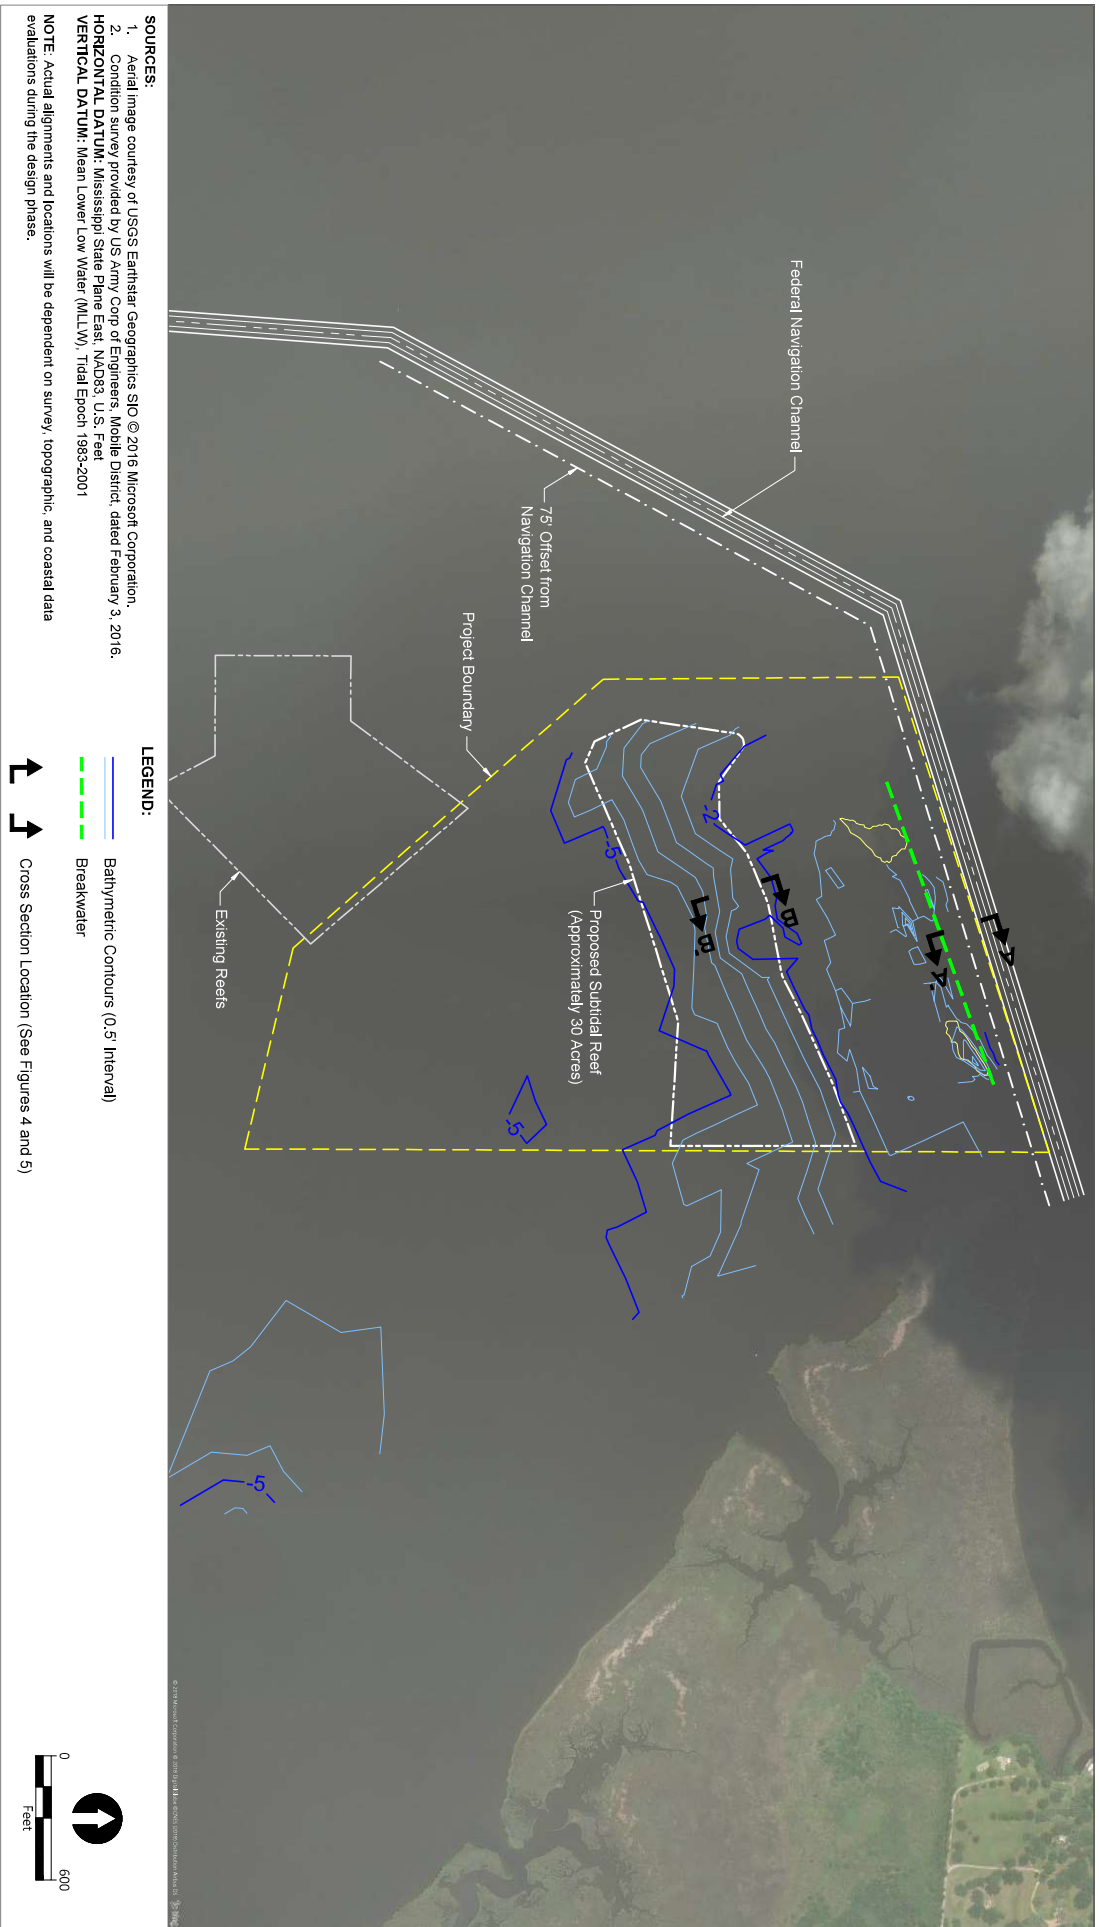 Federal Navigation Channel
75' Offset from
Navigation Channel
Project Boundary
Existing Reefs
Proposed Subtidal Reef
(Approximately 30 Acres)
A
A'
B
B'
-2
-5
-5
-5
SOURCES:
1. Aerial image courtesy of USGS Earthstar Geographics SIO © 2016 Microsoft Corporation.
2. Condition survey provided by US Army Corp of Engineers, Mobile District, dated February 3, 2016.
HORIZONTAL DATUM: Mississippi State Plane East, NAD83, U.S. Feet
VERTICAL DATUM: Mean Lower Low Water (MLLW), Tidal Epoch 1983-2001
NOTE: Actual alignments and locations will be dependent on survey, topographic, and coastal data
evaluations during the design phase.
LEGEND:
Bathymetric Contours (0.5' Interval)
Breakwater
Cross Section Location (See Figures 4 and 5)
0 600
Feet